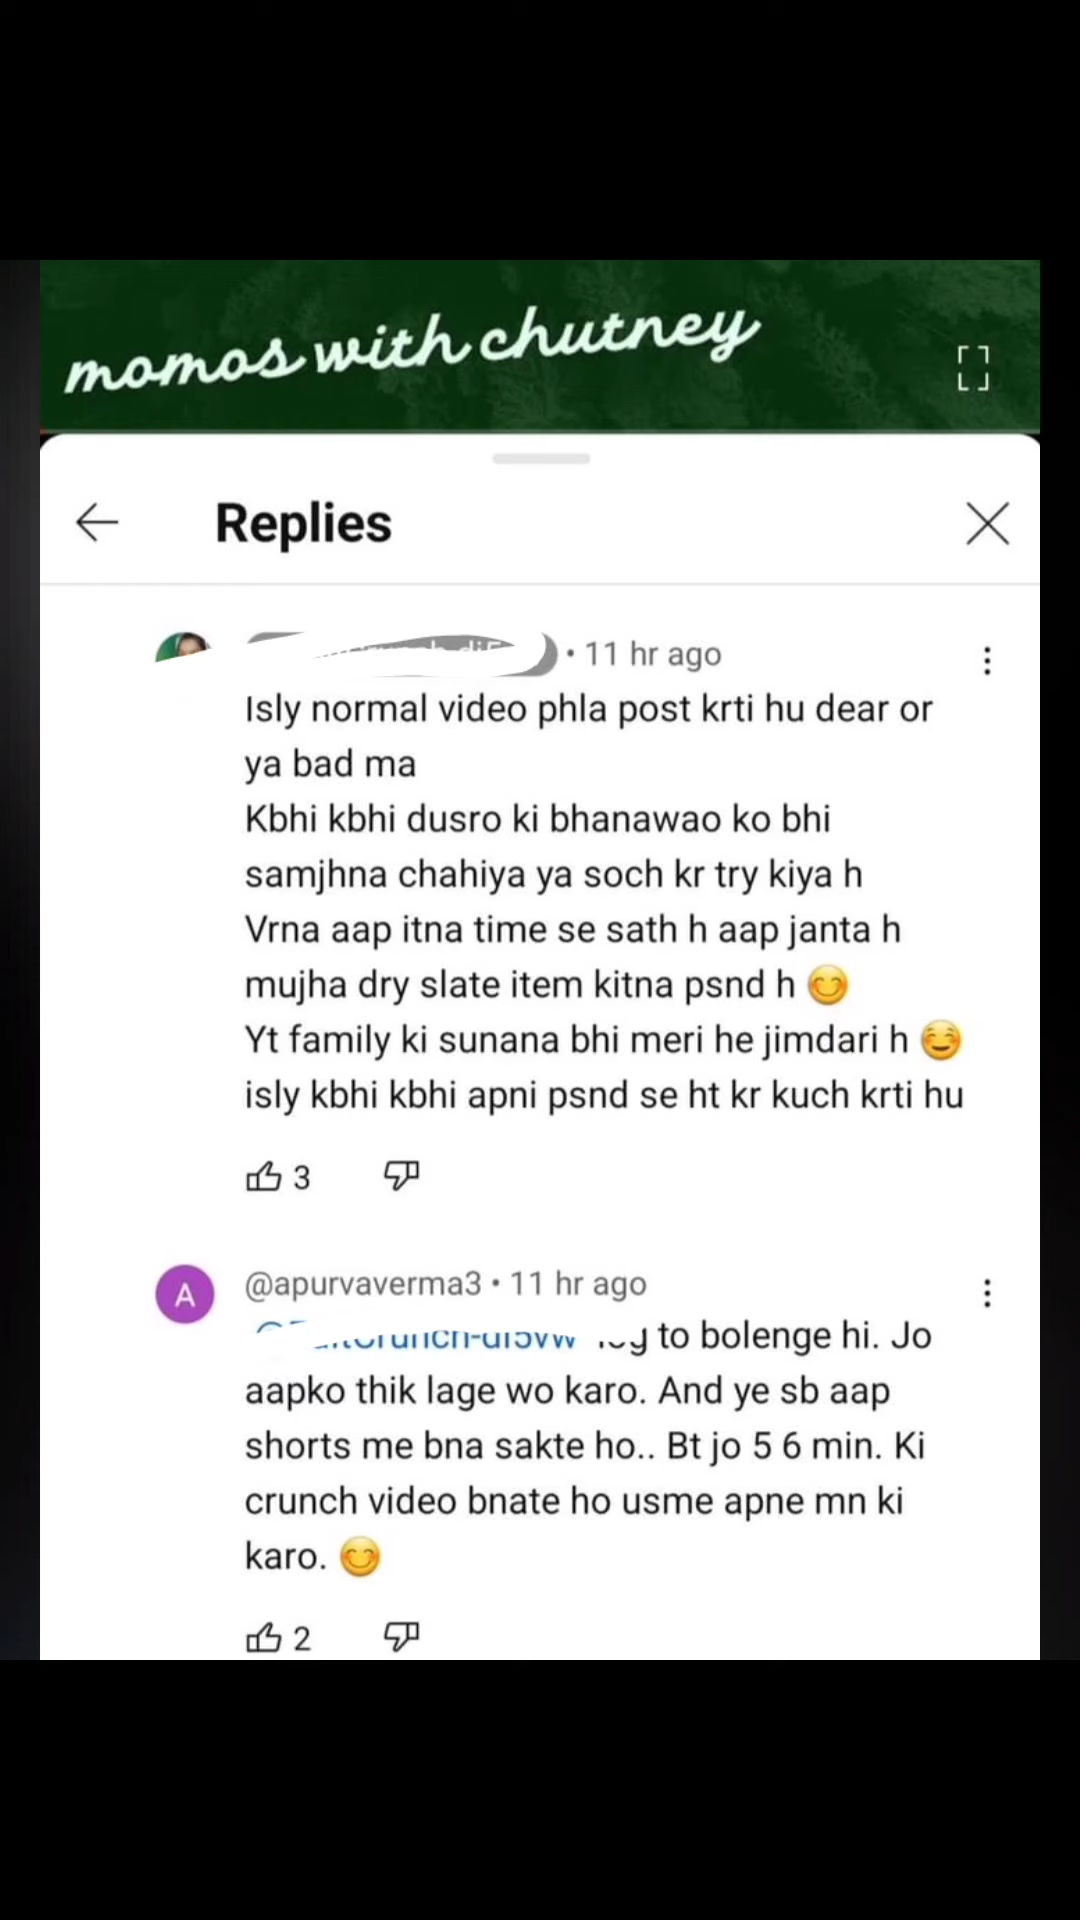 momos with chutney
Replies
• 11 hr ago
Isly normal video phla post krti hu dear or
ya bad ma
Kbhi kbhi dusro ki bhanawao ko bhi
samjhna chahiya ya soch kr try kiya h
Vrna aap itna time se sath h aap janta h
mujha dry slate item kitna psnd h 😊
Yt family ki sunana bhi meri he jimdari h ☺️
isly kbhi kbhi apni psnd se ht kr kuch krti hu
3
A
@apurvaverma3 • 11 hr ago
to bolenge hi. Jo
aapko thik lage wo karo. And ye sb aap
shorts me bna sakte ho.. Bt jo 5 6 min. Ki
crunch video bnate ho usme apne mn ki
karo. 😊
2